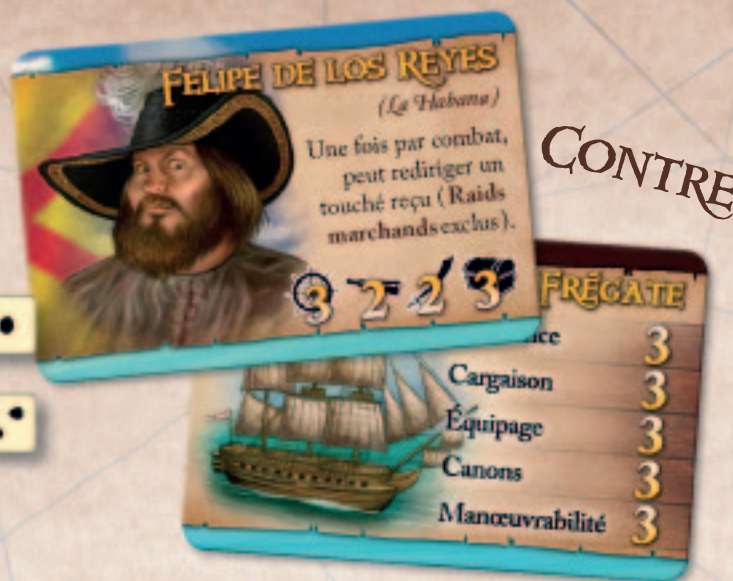 FELIPE DE LOS REYES
(La Habana)
Une fois par combat,
peut rediriger un
touché reçu (Raids
marchands exclus).
3 2 2 3
CONTRE
FRÉGATE
3
Cargaison 3
Équipage 3
Canons 3
Manœuvrabilité 3